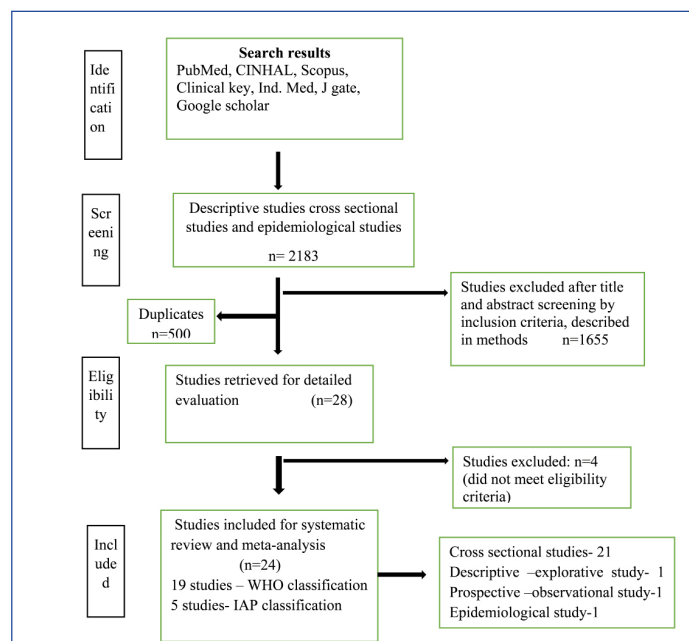 Ide
ntifi
cati
on
Search results
PubMed, CINHAL, Scopus,
Clinical key, Ind. Med, J gate,
Google scholar
Scr
eeni
ng
Descriptive studies cross sectional
studies and epidemiological studies
n= 2183
Duplicates
n=500
Studies excluded after title
and abstract screening by
inclusion criteria, described
in methods n=1655
Elig
ibili
ty
Studies retrieved for detailed
evaluation (n=28)
Studies excluded: n=4
(did not meet eligibility
criteria)
Inclu
de
d
Studies included for systematic
review and meta-analysis
(n=24)
19 studies – WHO classification
5 studies- IAP classification
Cross sectional studies- 21
Descriptive –explorative study- 1
Prospective –observational study-1
Epidemiological study-1